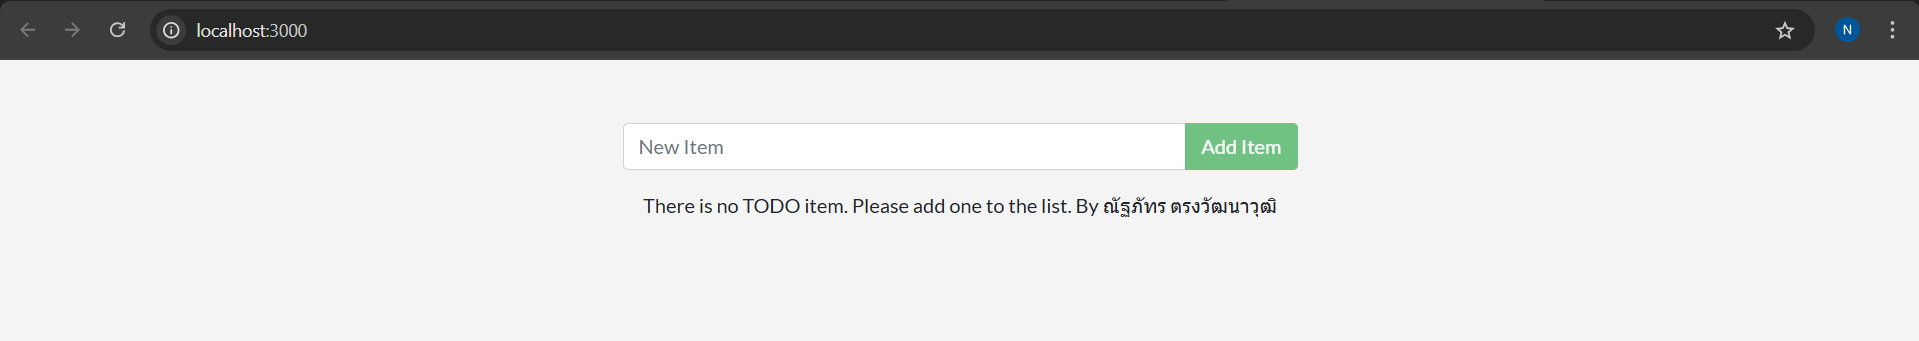 localhost:3000
N
New Item
Add Item
There is no TODO item. Please add one to the list. By ณัฐภัทร ตรงวัฒนาวุฒิ